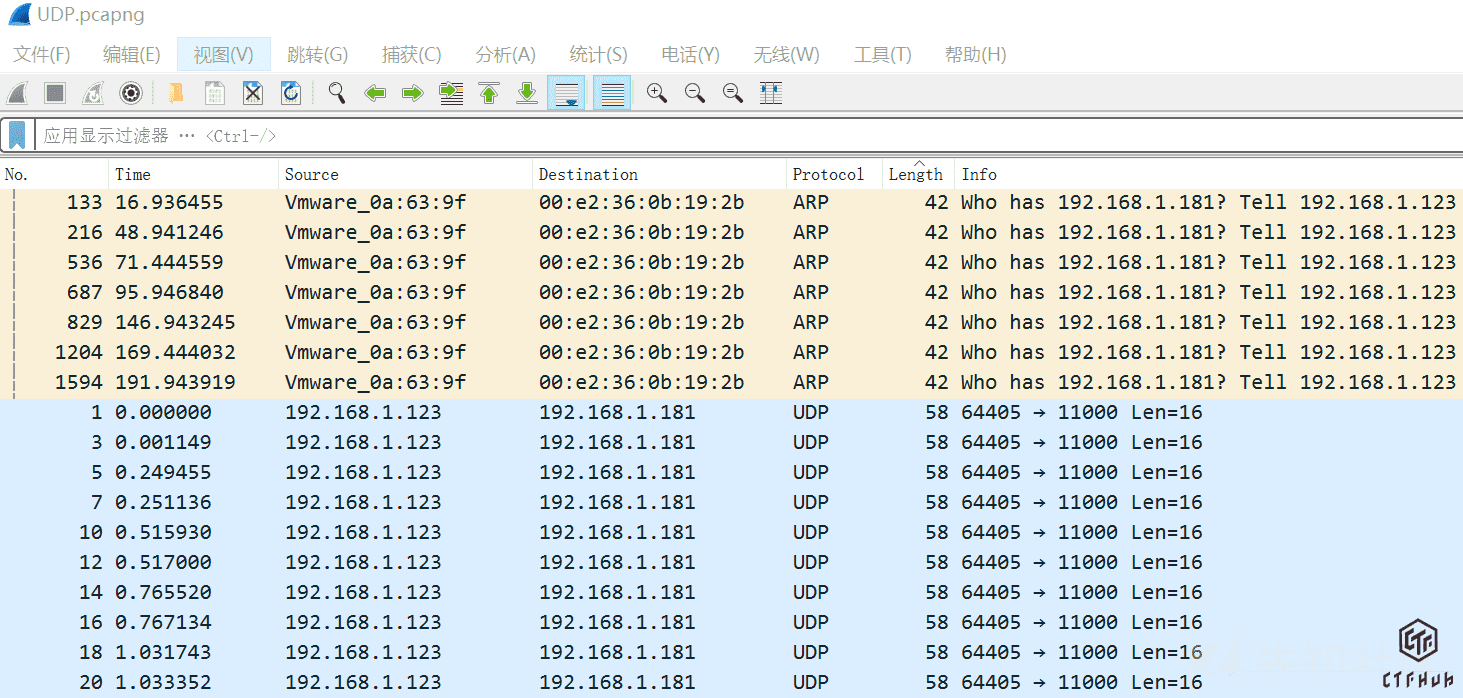 UDP.pcapng
文件(F) 编辑(E) 视图(V) 跳转(G) 捕获(C) 分析(A) 统计(S) 电话(Y) 无线(W) 工具(T) 帮助(H)
应用显示过滤器 ··· <Ctrl-/>
No. Time Source Destination Protocol Length Info
133 16.936455 Vmware_0a:63:9f 00:e2:36:0b:19:2b ARP 42 Who has 192.168.1.181? Tell 192.168.1.123
216 48.941246 Vmware_0a:63:9f 00:e2:36:0b:19:2b ARP 42 Who has 192.168.1.181? Tell 192.168.1.123
536 71.444559 Vmware_0a:63:9f 00:e2:36:0b:19:2b ARP 42 Who has 192.168.1.181? Tell 192.168.1.123
687 95.946840 Vmware_0a:63:9f 00:e2:36:0b:19:2b ARP 42 Who has 192.168.1.181? Tell 192.168.1.123
829 146.943245 Vmware_0a:63:9f 00:e2:36:0b:19:2b ARP 42 Who has 192.168.1.181? Tell 192.168.1.123
1204 169.444032 Vmware_0a:63:9f 00:e2:36:0b:19:2b ARP 42 Who has 192.168.1.181? Tell 192.168.1.123
1594 191.943919 Vmware_0a:63:9f 00:e2:36:0b:19:2b ARP 42 Who has 192.168.1.181? Tell 192.168.1.123
1 0.000000 192.168.1.123 192.168.1.181 UDP 58 64405 → 11000 Len=16
3 0.001149 192.168.1.123 192.168.1.181 UDP 58 64405 → 11000 Len=16
5 0.249455 192.168.1.123 192.168.1.181 UDP 58 64405 → 11000 Len=16
7 0.251136 192.168.1.123 192.168.1.181 UDP 58 64405 → 11000 Len=16
10 0.515930 192.168.1.123 192.168.1.181 UDP 58 64405 → 11000 Len=16
12 0.517000 192.168.1.123 192.168.1.181 UDP 58 64405 → 11000 Len=16
14 0.765520 192.168.1.123 192.168.1.181 UDP 58 64405 → 11000 Len=16
16 0.767134 192.168.1.123 192.168.1.181 UDP 58 64405 → 11000 Len=16
18 1.031743 192.168.1.123 192.168.1.181 UDP 58 64405 → 11000 Len=16
20 1.033352 192.168.1.123 192.168.1.181 UDP 58 64405 → 11000 Len=16
CTFHub